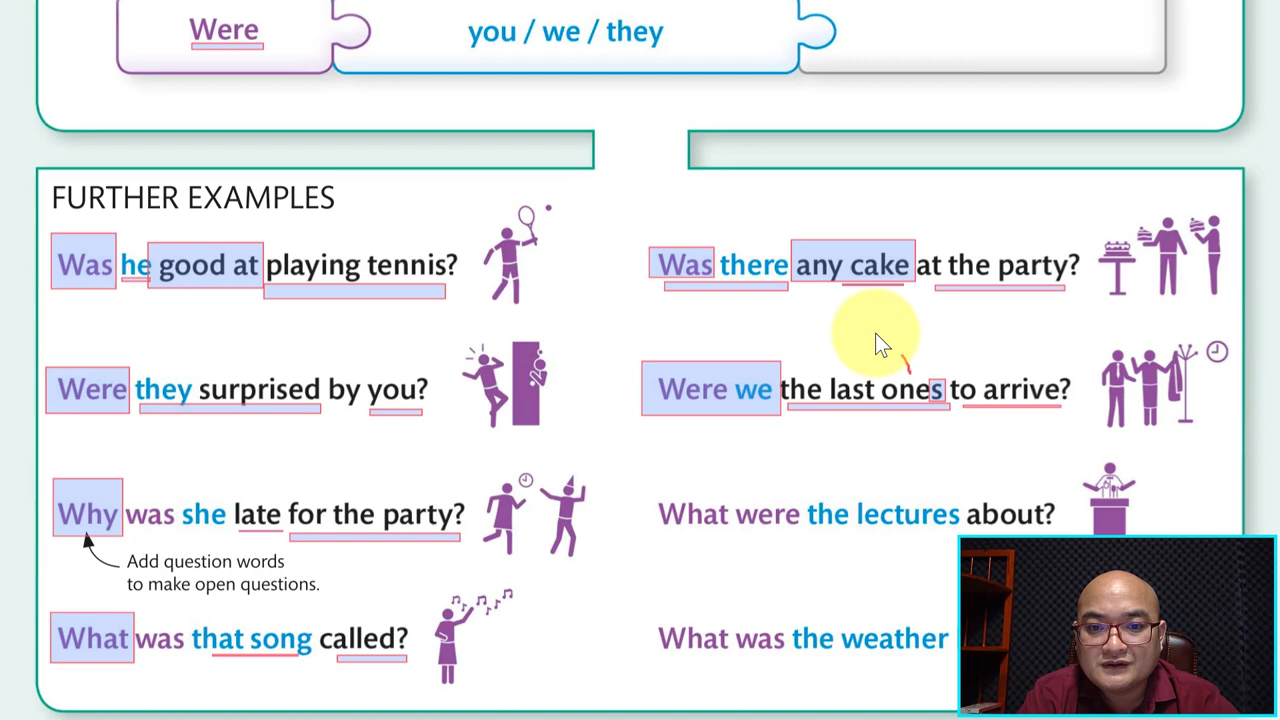 Were
you / we / they
FURTHER EXAMPLES
Was he good at playing tennis?
Were they surprised by you?
Why was she late for the party?
Add question words
to make open questions.
What was that song called?
Was there any cake at the party?
Were we the last ones to arrive?
What were the lectures about?
What was the weather